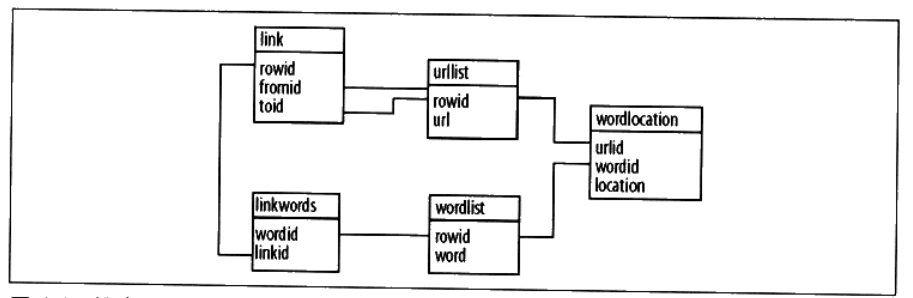 link
rowid
fromid
toid
urllist
rowid
url
wordlocation
urlid
wordid
location
linkwords
wordid
linkid
wordlist
rowid
word